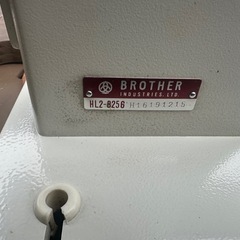 BROTHER
INDUSTRIES, LTD.
HL2-B256 H16191215